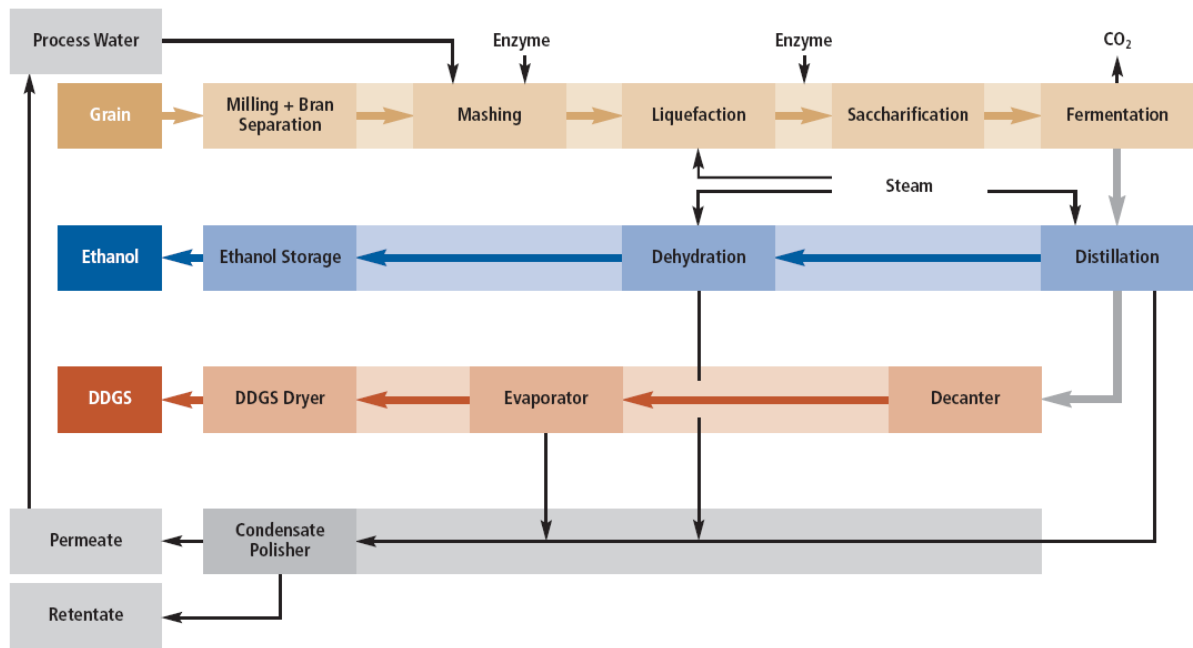 Process Water
Enzyme
Enzyme
CO₂
Grain
Milling + Bran
Separation
Mashing
Liquefaction
Saccharification
Fermentation
Steam
Ethanol
Ethanol Storage
Dehydration
Distillation
DDGS
DDGS Dryer
Evaporator
Decanter
Permeate
Condensate
Polisher
Retentate